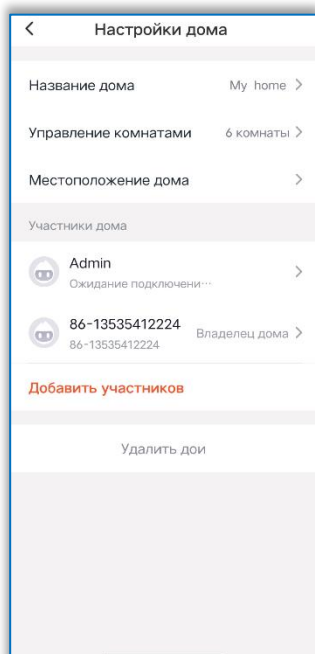 Настройки дома
Название дома My home
Управление комнатами 6 комнаты
Местоположение дома
Участники дома
Admin
Ожидание подключени...
86-13535412224 Владелец дома
86-13535412224
Добавить участников
Удалить дои